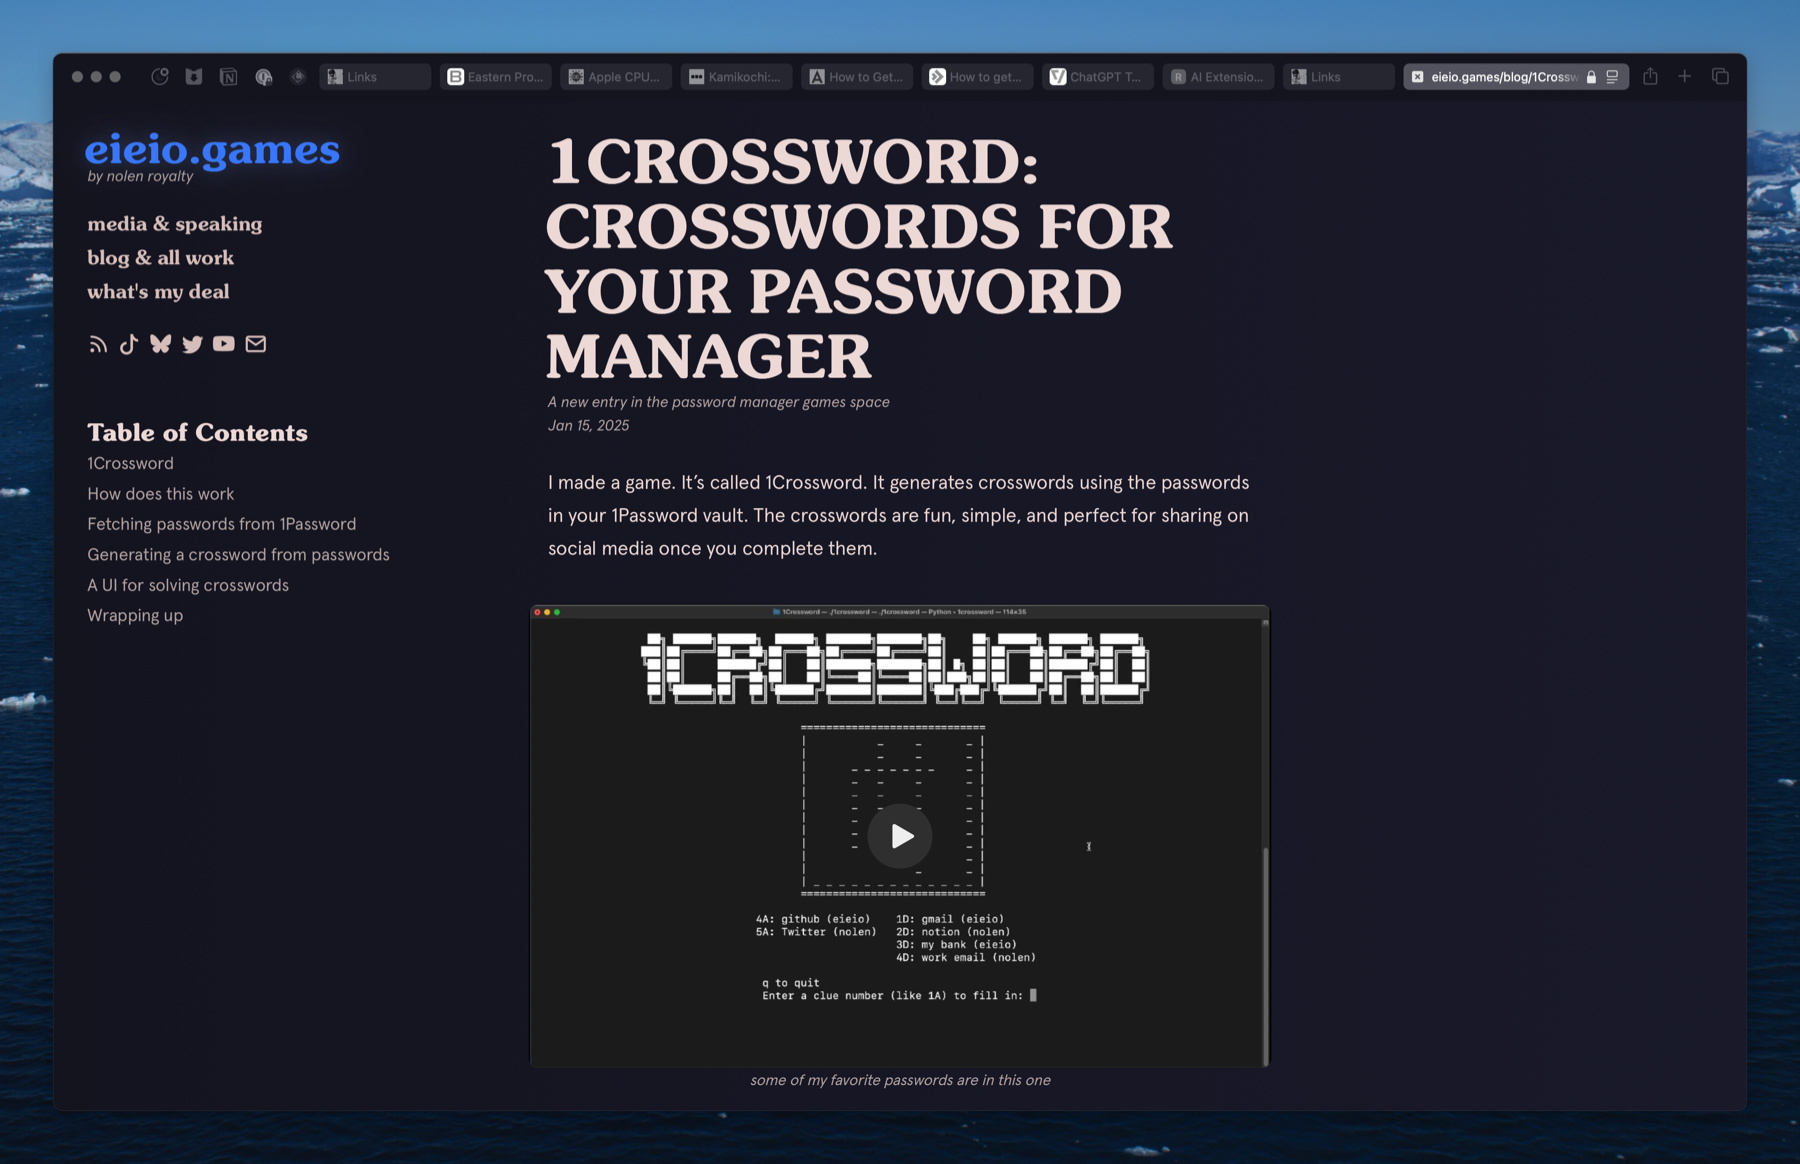 Links
Eastern Pro...
Apple CPU...
Kamikochi:...
How to Get...
How to get...
ChatGPT T...
AI Extensio...
Links
eieio.games/blog/1Crossw
eieio.games
by nolen royalty
media & speaking
blog & all work
what's my deal
Table of Contents
1Crossword
How does this work
Fetching passwords from 1Password
Generating a crossword from passwords
A UI for solving crosswords
Wrapping up
1CROSSWORD:
CROSSWORDS FOR
YOUR PASSWORD
MANAGER
A new entry in the password manager games space
Jan 15, 2025
I made a game. It’s called 1Crossword. It generates crosswords using the passwords
in your 1Password vault. The crosswords are fun, simple, and perfect for sharing on
social media once you complete them.
1Crossword — ./1crossword — ./1crossword — Python • 1crossword — 114×35
1CROSSWORD
4A: github (eieio) 1D: gmail (eieio)
5A: Twitter (nolen) 2D: notion (nolen)
3D: my bank (eieio)
4D: work email (nolen)
q to quit
Enter a clue number (like 1A) to fill in:
some of my favorite passwords are in this one